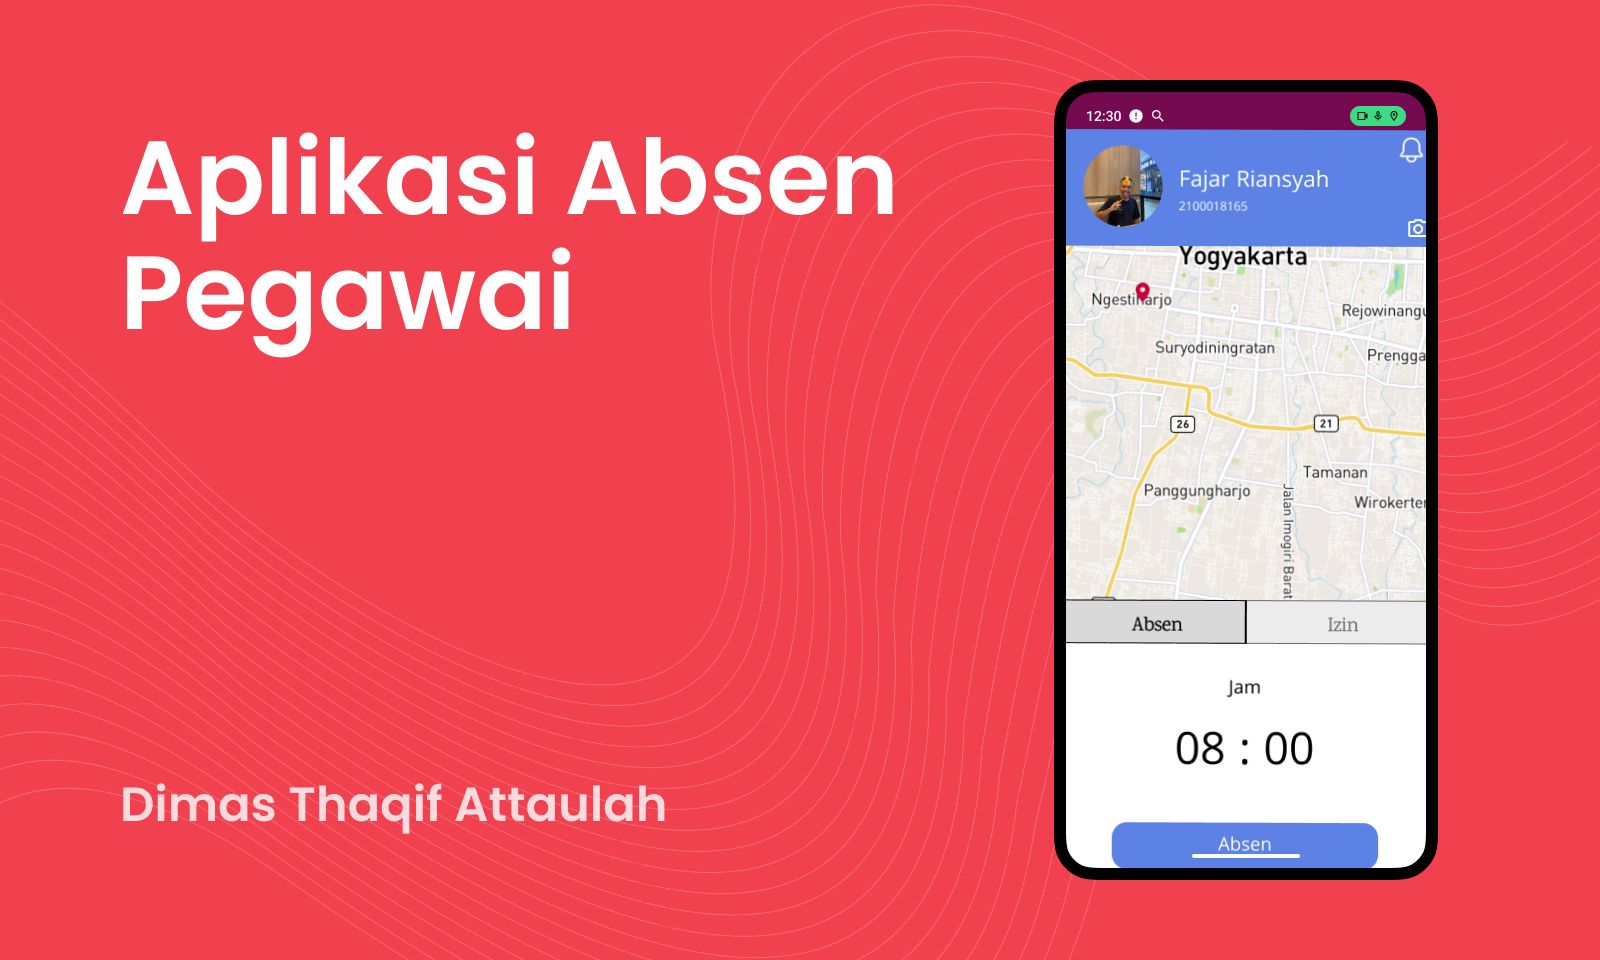 Aplikasi Absen
Pegawai
Dimas Thaqif Attaulah
12:30
Fajar Riansyah
2100018165
Yogyakarta
Ngestiharjo
Rejowinangu
Suryodiningratan
Prengga
26
21
Tamanan
Panggungharjo
Wirokerten
Jalan Imogiri Barat
Absen
Izin
Jam
08 : 00
Absen